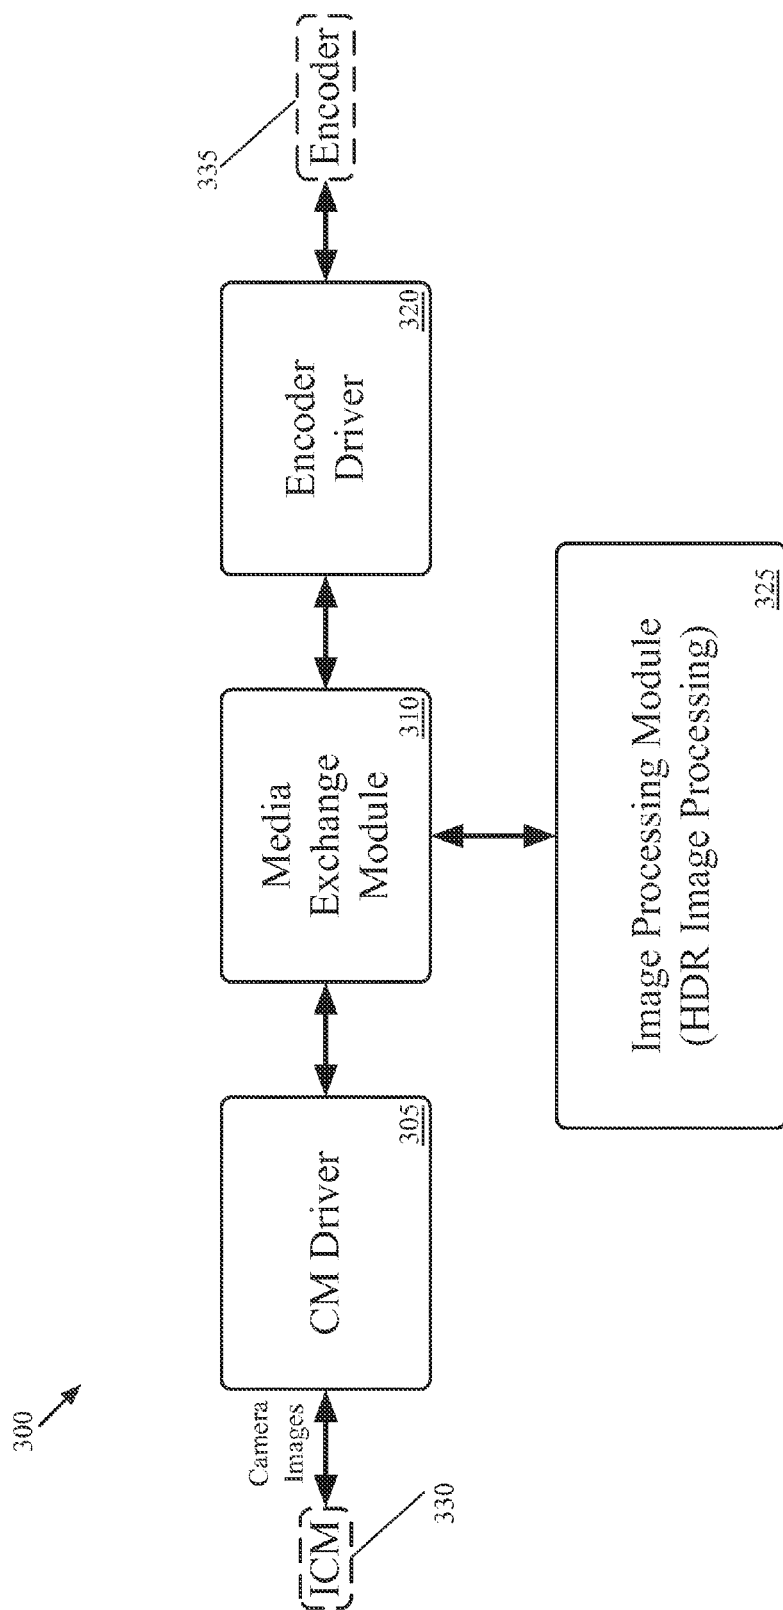 300
ICM
330
Camera
Images
CM Driver
305
Media
Exchange
Module
310
Encoder
Driver
320
Encoder
335
Image Processing Module
(HDR Image Processing)
325